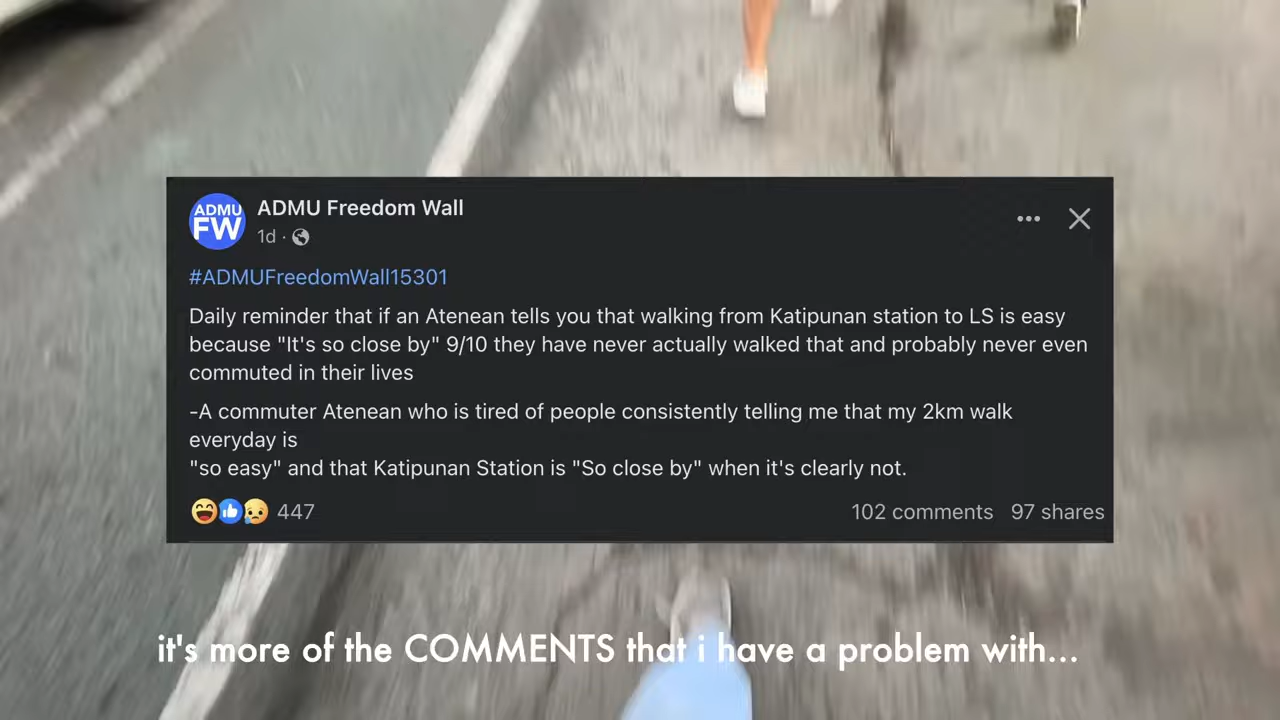 ADMU
FW
ADMU Freedom Wall
1d ·
#ADMUFreedomWall15301
Daily reminder that if an Atenean tells you that walking from Katipunan station to LS is easy
because "It's so close by" 9/10 they have never actually walked that and probably never even
commuted in their lives
-A commuter Atenean who is tired of people consistently telling me that my 2km walk
everyday is
"so easy" and that Katipunan Station is "So close by" when it's clearly not.
447
102 comments 97 shares
it's more of the COMMENTS that i have a problem with...